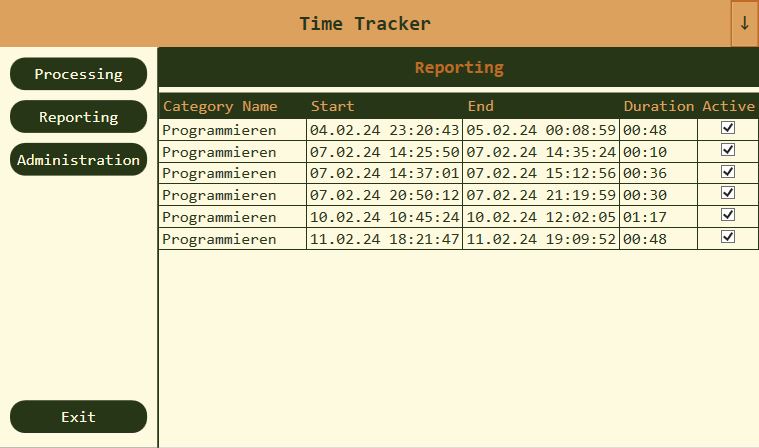 Time Tracker ↓
Processing
Reporting
Administration
Exit
Reporting
Category Name Start End Duration Active
Programmieren 04.02.24 23:20:43 05.02.24 00:08:59 00:48
Programmieren 07.02.24 14:25:50 07.02.24 14:35:24 00:10
Programmieren 07.02.24 14:37:01 07.02.24 15:12:56 00:36
Programmieren 07.02.24 20:50:12 07.02.24 21:19:59 00:30
Programmieren 10.02.24 10:45:24 10.02.24 12:02:05 01:17
Programmieren 11.02.24 18:21:47 11.02.24 19:09:52 00:48